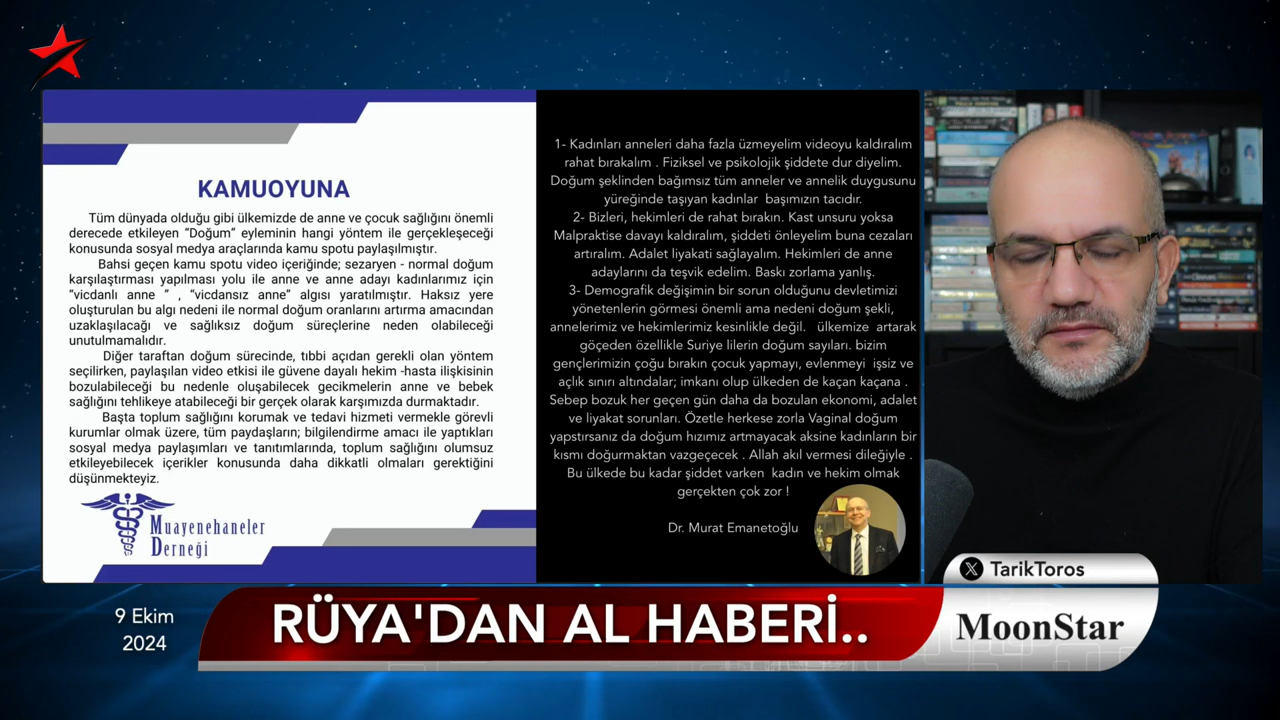 KAMUOYUNA
Tüm dünyada olduğu gibi ülkemizde de anne ve çocuk sağlığını önemli
derecede etkileyen “Doğum“ eyleminin hangi yöntem ile gerçekleşeceği
konusunda sosyal medya araçlarında kamu spotu paylaşılmıştır.
Bahsi geçen kamu spotu video içeriğinde; sezaryen - normal doğum
karşılaştırması yapılması yolu ile anne ve anne adayı kadınlarımız için
“vicdanlı anne ” , “vicdansız anne” algısı yaratılmıştır. Haksız yere
oluşturulan bu algı nedeni ile normal doğum oranlarını artırma amacından
uzaklaşılacağı ve sağlıksız doğum süreçlerine neden olabileceği
unutulmamalıdır.
Diğer taraftan doğum sürecinde, tıbbi açıdan gerekli olan yöntem
seçilirken, paylaşılan video etkisi ile güvene dayalı hekim -hasta ilişkisinin
bozulabileceği bu nedenle oluşabilecek gecikmelerin anne ve bebek
sağlığını tehlikeye atabileceği bir gerçek olarak karşımızda durmaktadır.
Başta toplum sağlığını korumak ve tedavi hizmeti vermekle görevli
kurumlar olmak üzere, tüm paydaşların; bilgilendirme amacı ile yaptıkları
sosyal medya paylaşımları ve tanıtımlarında, toplum sağlığını olumsuz
etkileyebilecek içerikler konusunda daha dikkatli olmaları gerektiğini
düşünmekteyiz.
Muayenehaneler
Derneği
1- Kadınları anneleri daha fazla üzmeyelim videoyu kaldıralım
rahat bırakalım . Fiziksel ve psikolojik şiddete dur diyelim.
Doğum şeklinden bağımsız tüm anneler ve annelik duygusunu
yüreğinde taşıyan kadınlar başımızın tacıdır.
2- Bizleri, hekimleri de rahat bırakın. Kast unsuru yoksa
Malpraktise davayı kaldıralım, şiddeti önleyelim buna cezaları
artıralım. Adalet liyakati sağlayalım. Hekimleri de anne
adaylarını da teşvik edelim. Baskı zorlama yanlış.
3- Demografik değişimin bir sorun olduğunu devletimizi
yönetenlerin görmesi önemli ama nedeni doğum şekli,
annelerimiz ve hekimlerimiz kesinlikle değil. ülkemize artarak
göçeden özellikle Suriye lilerin doğum sayıları. bizim
gençlerimizin çoğu bırakın çocuk yapmayı, evlenmeyi işsiz ve
açlık sınırı altındalar; imkanı olup ülkeden de kaçan kaçana .
Sebep bozuk her geçen gün daha da bozulan ekonomi, adalet
ve liyakat sorunları. Özetle herkese zorla Vaginal doğum
yapstırsanız da doğum hızımız artmayacak aksine kadınların bir
kısmı doğurmaktan vazgeçecek . Allah akıl vermesi dileğiyle .
Bu ülkede bu kadar şiddet varken kadın ve hekim olmak
gerçekten çok zor !
Dr. Murat Emanetoğlu
X TarikToros
9 Ekim
2024
RÜYA'DAN AL HABERİ..
MoonStar